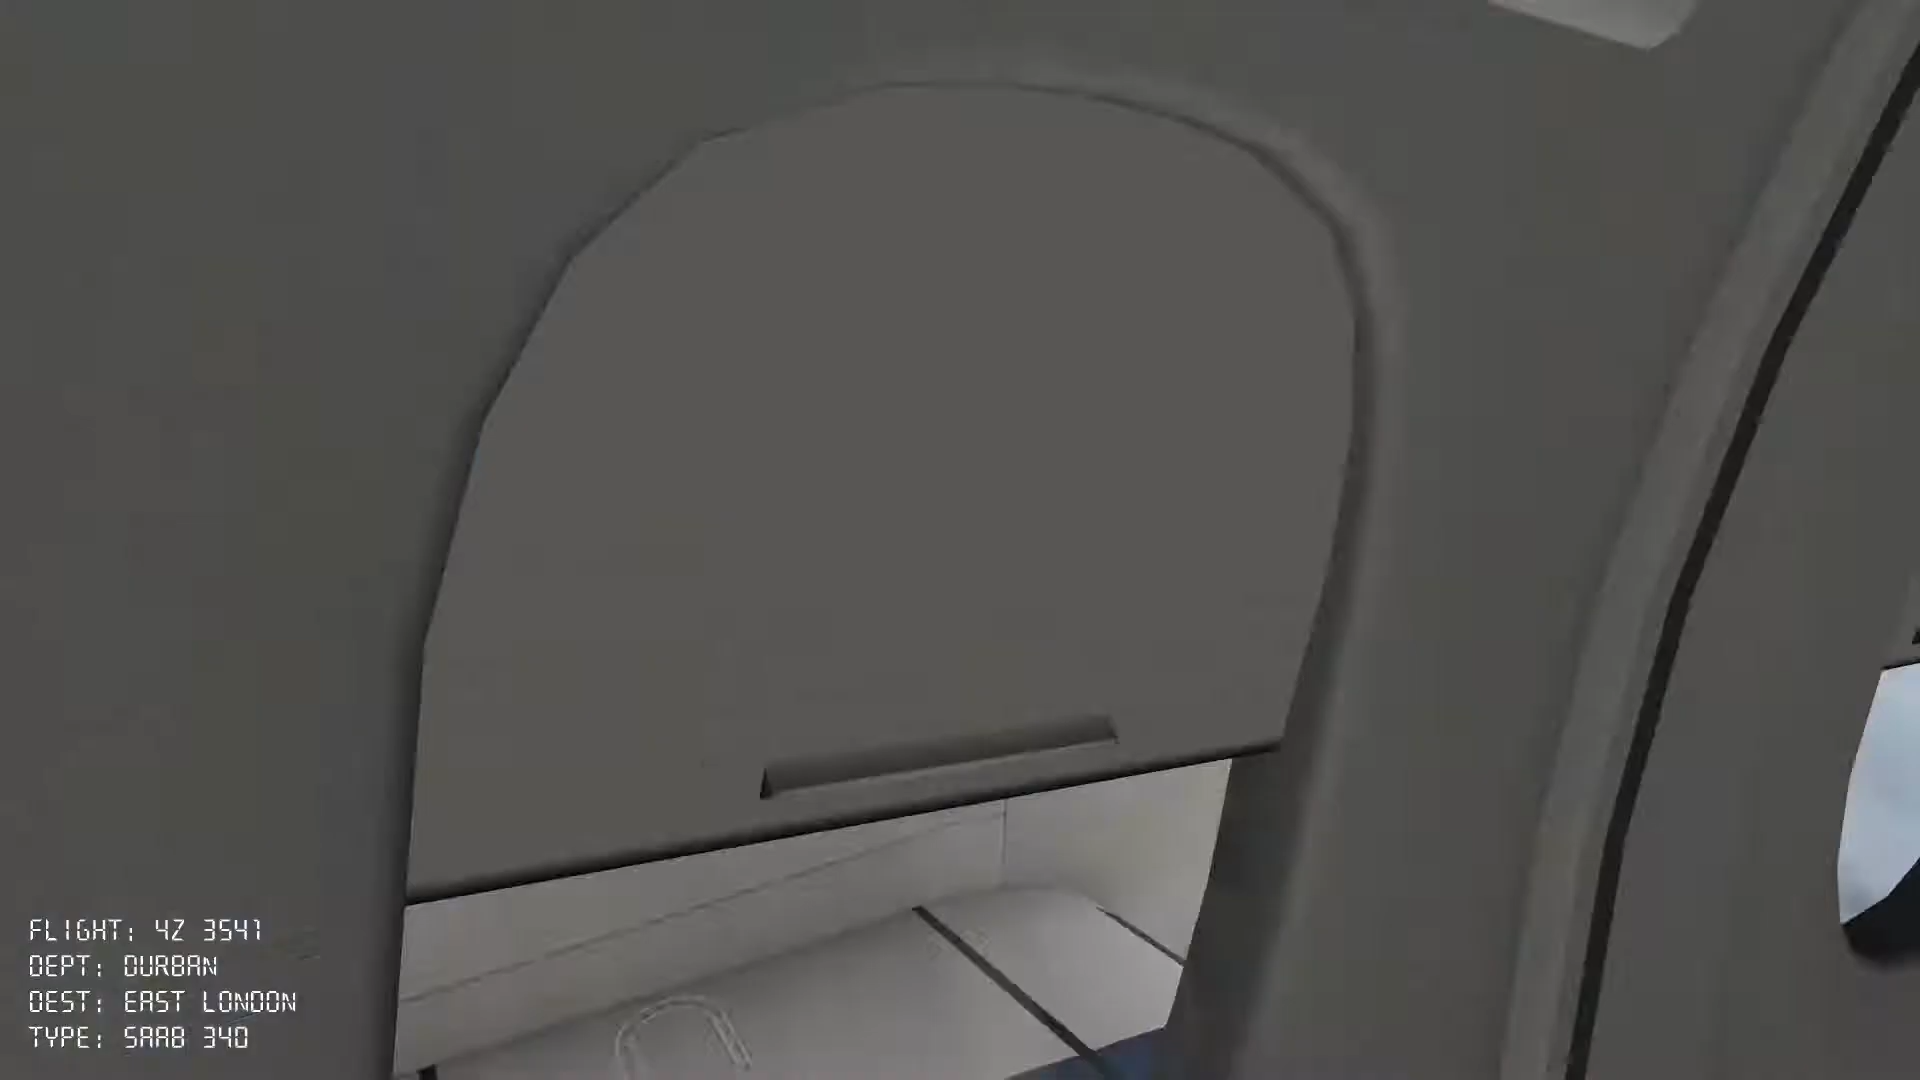 FLIGHT: 4Z 3541
DEPT: DURBAN
DEST: EAST LONDON
TYPE: SAAB 340